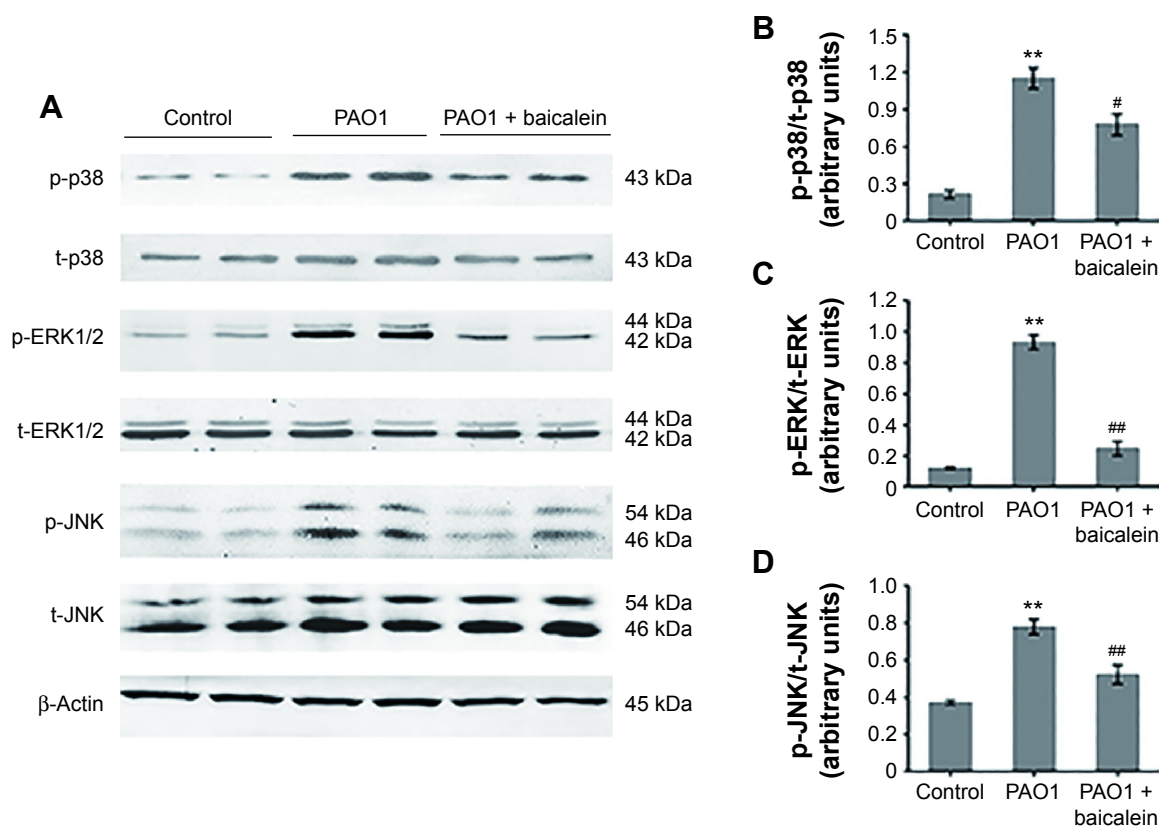 A
Control PAO1 PAO1 + baicalein
p-p38 43 kDa
t-p38 43 kDa
p-ERK1/2 44 kDa
42 kDa
t-ERK1/2 44 kDa
42 kDa
p-JNK 54 kDa
46 kDa
t-JNK 54 kDa
46 kDa
β-Actin 45 kDa
B
p-p38/t-p38
(arbitrary units)
1.5
1.2
0.9
0.6
0.3
0
**
#
Control PAO1 PAO1 +
baicalein
C
p-ERK/t-ERK
(arbitrary units)
1.2
1.0
0.8
0.6
0.4
0.2
0
**
##
Control PAO1 PAO1 +
baicalein
D
p-JNK/t-JNK
(arbitrary units)
1.0
0.8
0.6
0.4
0.2
0
**
##
Control PAO1 PAO1 +
baicalein